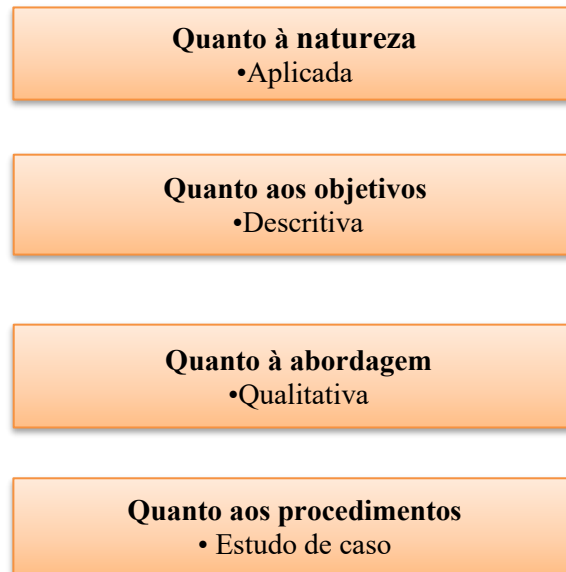 Quanto à natureza
•Aplicada
Quanto aos objetivos
•Descritiva
Quanto à abordagem
•Qualitativa
Quanto aos procedimentos
• Estudo de caso